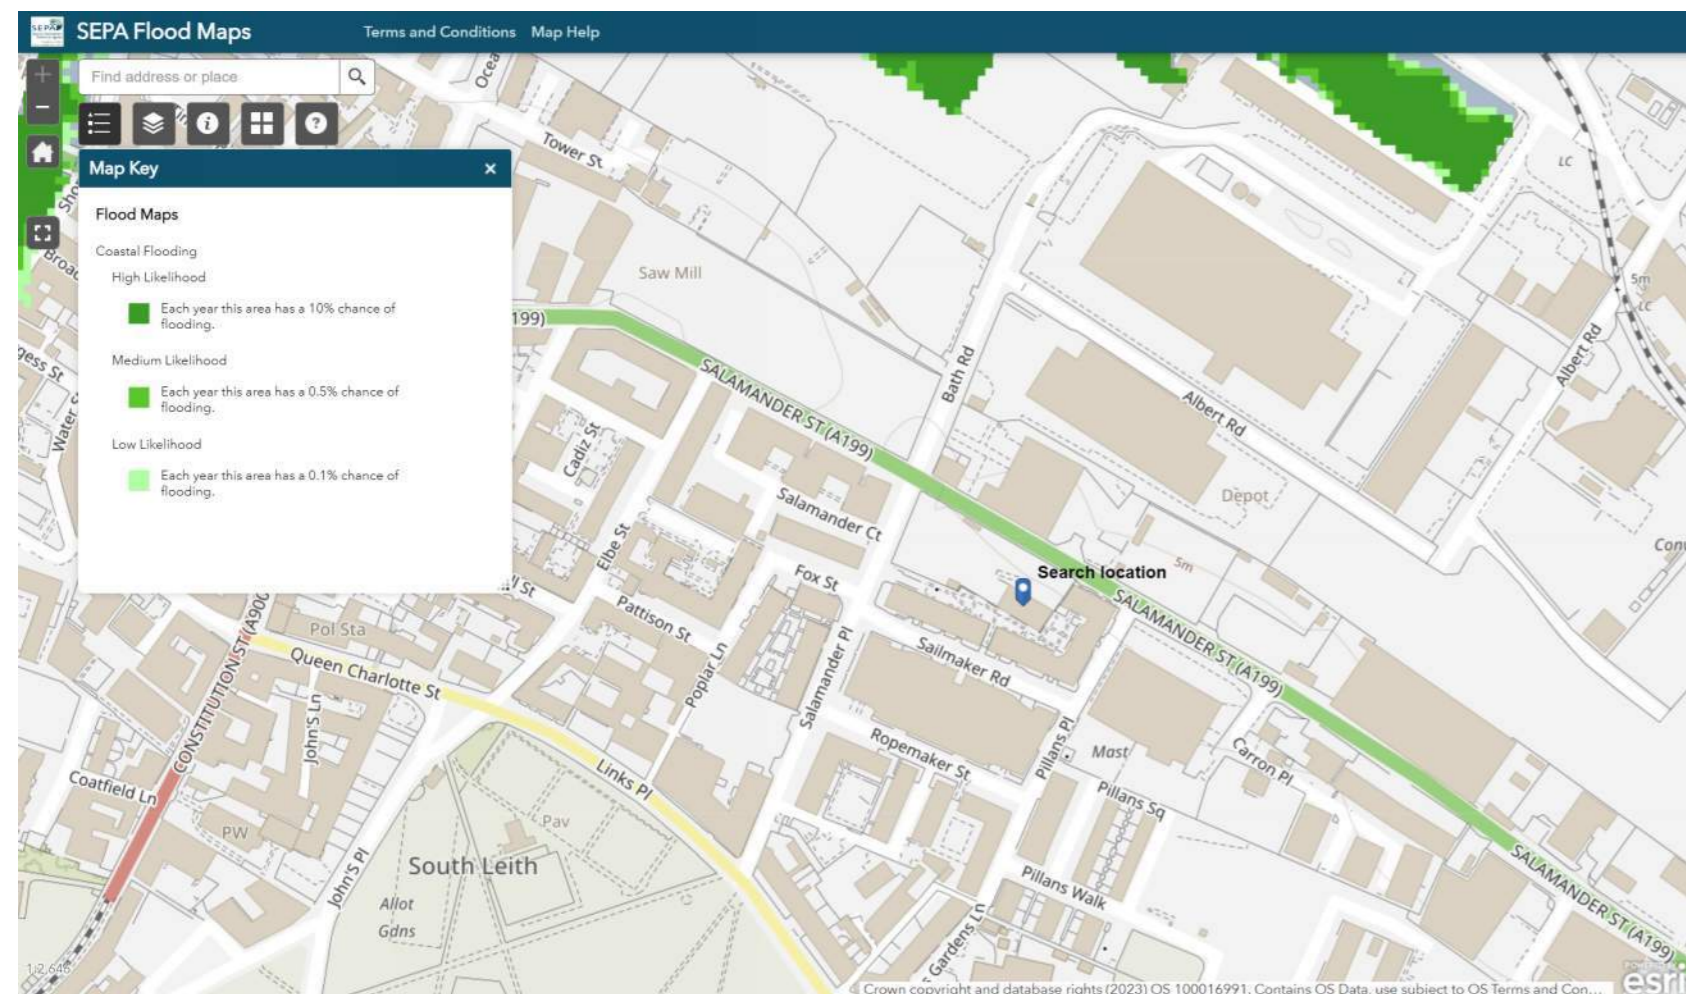 SEPA
SEPA Flood Maps
Terms and Conditions
Map Help
Find address or place
Map Key
Flood Maps
Coastal Flooding
High Likelihood
Each year this area has a 10% chance of
flooding.
Medium Likelihood
Each year this area has a 0.5% chance of
flooding.
Low Likelihood
Each year this area has a 0.1% chance of
flooding.
Tower St
Saw Mill
LC
5m
LC
199)
SALAMANDER ST (A199)
Bath Rd
Albert Rd
Albert Rd
Cadiz St
Salamander Ct
Depot
Elbe St
Fox St
Search location
5m
SALAMANDER ST (A199)
Pattison St
Pol Sta
Queen Charlotte St
CONSTITUTION ST (A900
John'S Ln
Poplar Ln
Salamander Pl
Sailmaker Rd
Ropemaker St
Pillans Pl
Mast
Carron Pl
Links Pl
Pillans Sq
Coatfield Ln
PW
Pav
South Leith
John'S Pl
Allot
Gdns
Pillans Walk
SALAMANDER ST (A199)
Gardens Ln
1:2,646
Crown copyright and database rights (2023) OS 100016991. Contains OS Data, use subject to OS Terms and Con...
esri